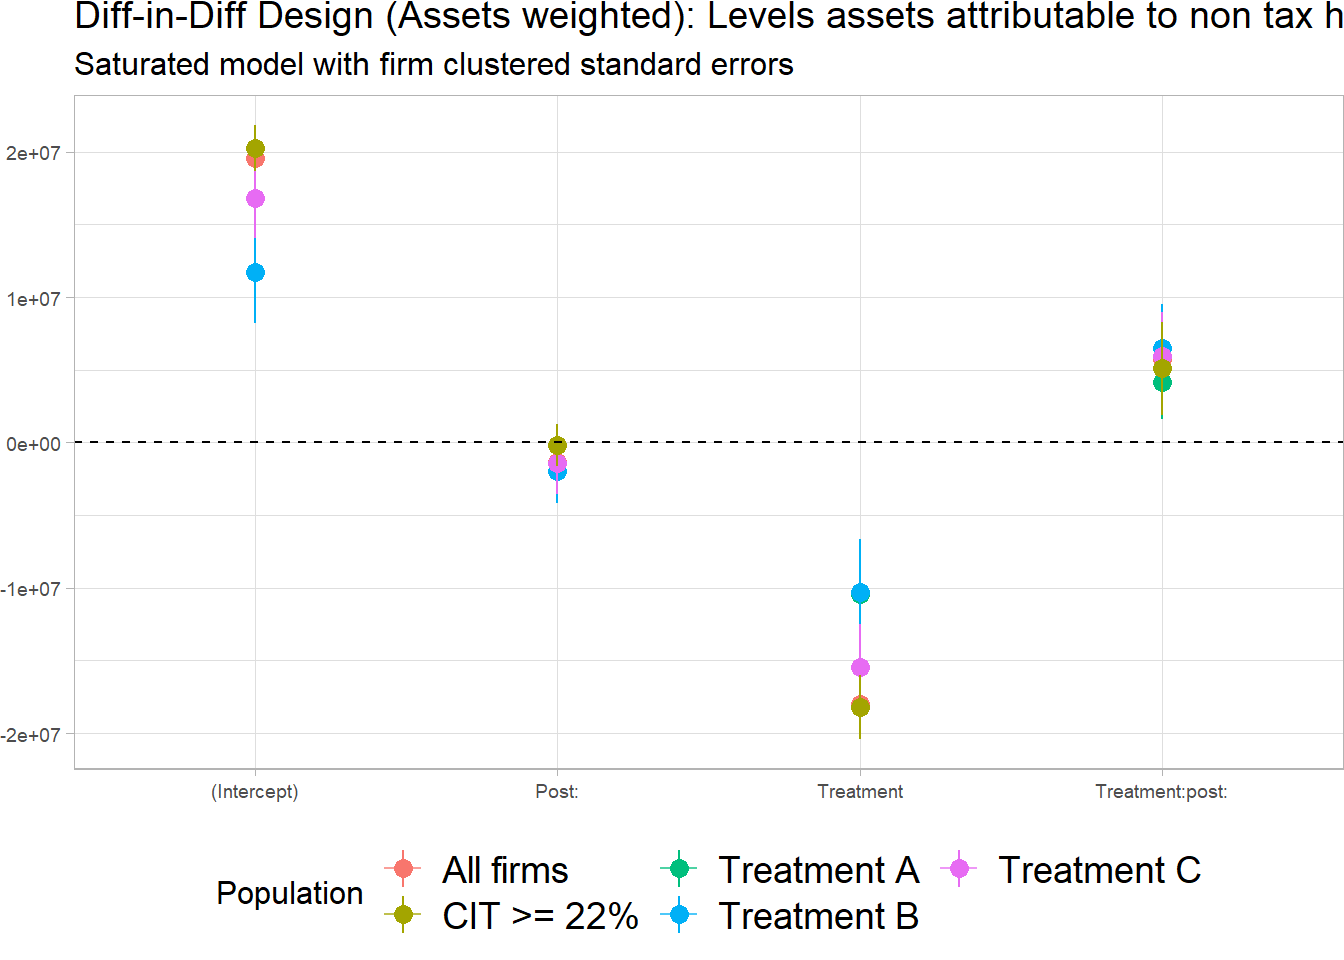 Diff-in-Diff Design (Assets weighted): Levels assets attributable to non tax h
Saturated model with firm clustered standard errors
2e+07
1e+07
0e+00
-1e+07
-2e+07
(Intercept) Post: Treatment Treatment:post:
Population
All firms Treatment A Treatment C
CIT >= 22% Treatment B